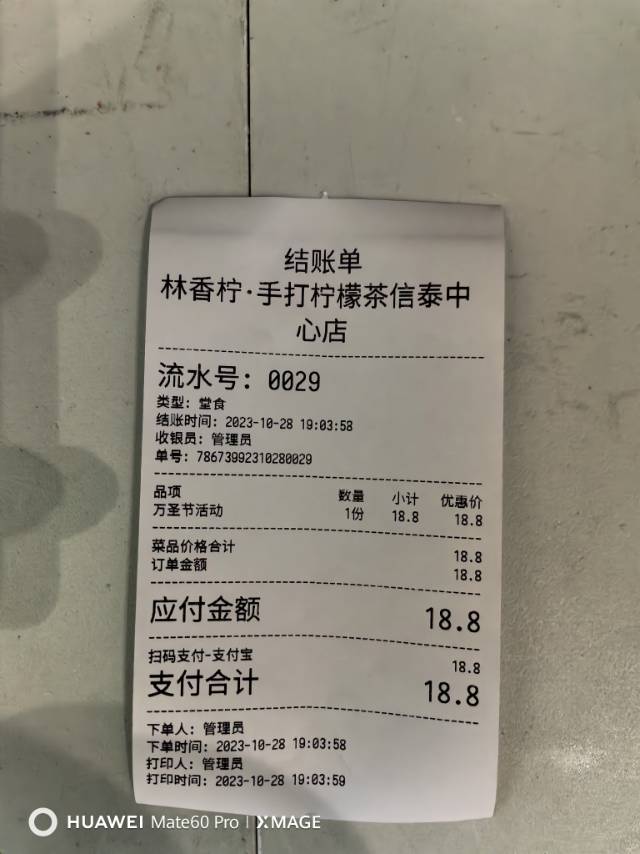 结账单
林香柠·手打柠檬茶信泰中
心店
流水号：0029
类型：堂食
结账时间：2023-10-28 19:03:58
收银员：管理员
单号：78673992310280029
品项 数量 小计 优惠价
万圣节活动 1份 18.8 18.8
菜品价格合计 18.8
订单金额 18.8
应付金额 18.8
扫码支付-支付宝 18.8
支付合计 18.8
下单人：管理员
下单时间：2023-10-28 19:03:58
打印人：管理员
打印时间：2023-10-28 19:03:59
HUAWEI Mate60 Pro | XMAGE